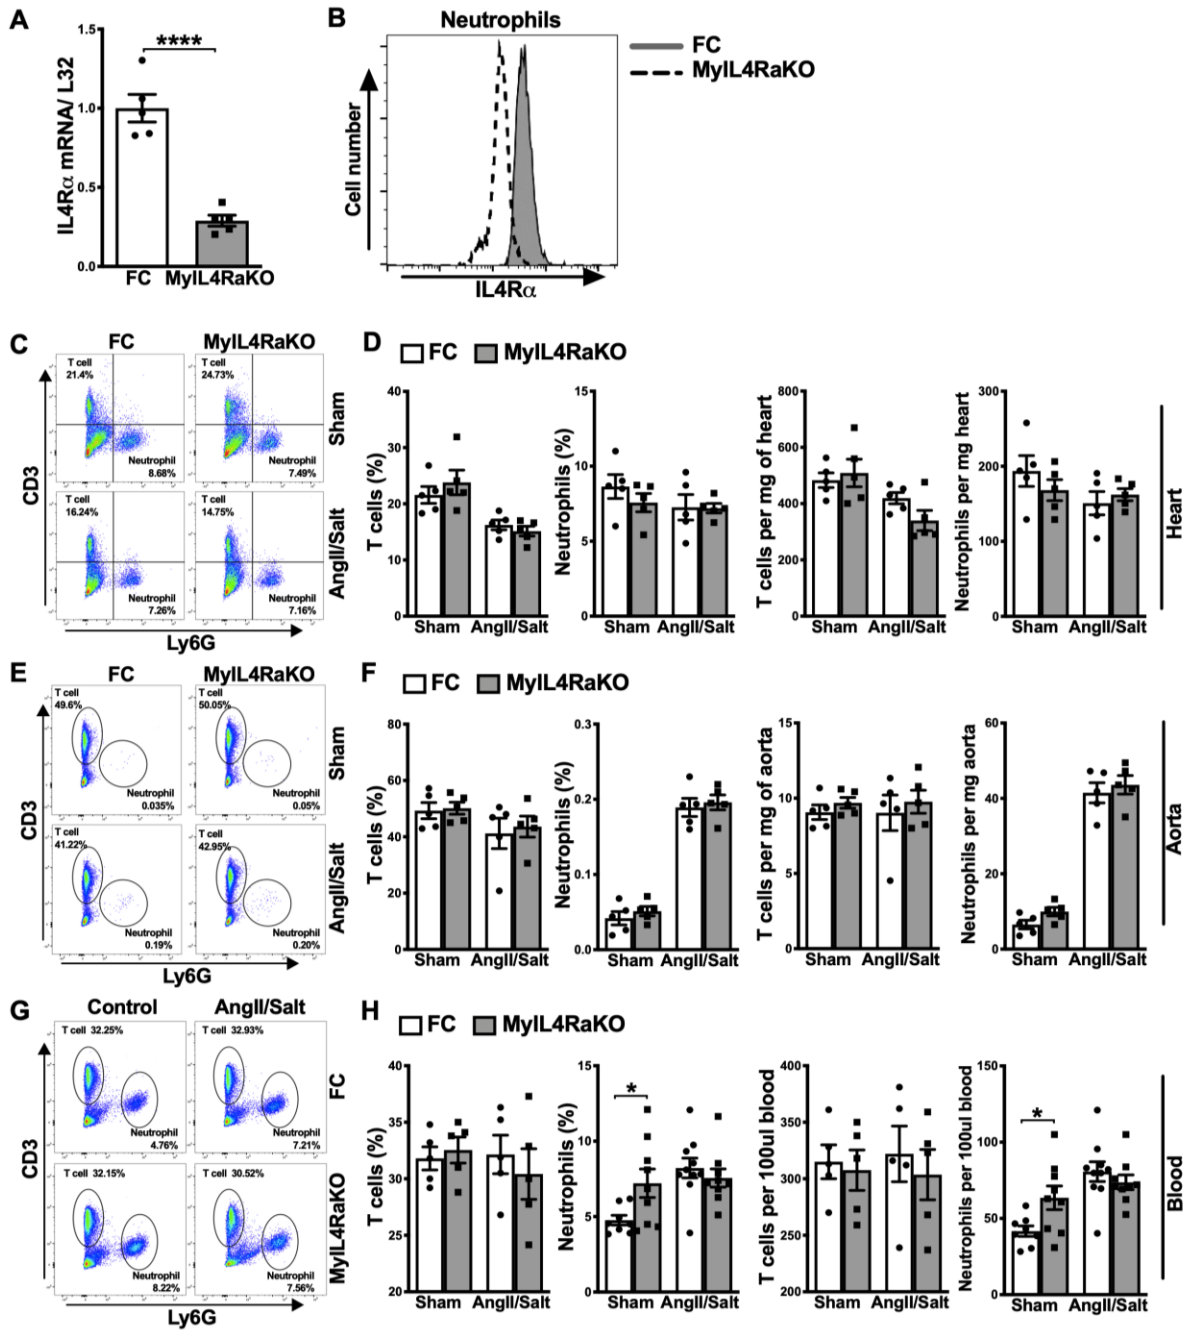 A
IL4Rα mRNA/ L32
1.5
1.0
0.5
0.0
****
FC MyIL4RaKO
B
Neutrophils
Cell number
IL4Rα
FC
MyIL4RaKO
C
FC MyIL4RaKO
T cell
21.4%
Neutrophil
8.68%
T cell
24.73%
Neutrophil
7.49%
Sham
16.24%
Neutrophil
7.26%
14.75%
Neutrophil
7.16%
AngII/Salt
CD3
Ly6G
D
FC MyIL4RaKO
T cells (%)
40
30
20
10
0
Sham AngII/Salt
Neutrophils (%)
15
10
5
0
Sham AngII/Salt
T cells per mg of heart
800
600
400
200
0
Sham AngII/Salt
Neutrophils per mg heart
300
200
100
0
Sham AngII/Salt
Heart
E
FC MyIL4RaKO
T cell
49.6%
Neutrophil
0.035%
T cell
50.05%
Neutrophil
0.05%
Sham
T cell
41.22%
Neutrophil
0.19%
T cell
42.95%
Neutrophil
0.20%
AngII/Salt
CD3
Ly6G
F
FC MyIL4RaKO
T cells (%)
80
60
40
20
0
Sham AngII/Salt
Neutrophils (%)
0.3
0.2
0.1
0.0
Sham AngII/Salt
T cells per mg of aorta
15
10
5
0
Sham AngII/Salt
Neutrophils per mg aorta
60
40
20
0
Sham AngII/Salt
Aorta
G
Control AngII/Salt
T cell 32.25%
Neutrophil
4.76%
T cell 32.93%
Neutrophil
7.21%
FC
T cell 32.15%
Neutrophil
8.22%
T cell 30.52%
Neutrophil
7.56%
MyIL4RaKO
CD3
Ly6G
H
FC MyIL4RaKO
T cells (%)
40
35
30
25
20
Sham AngII/Salt
Neutrophils (%)
15
10
5
0
*
Sham AngII/Salt
T cells per 100ul blood
400
350
300
250
200
Sham AngII/Salt
Neutrophils per 100ul blood
150
100
50
0
*
Sham AngII/Salt
Blood